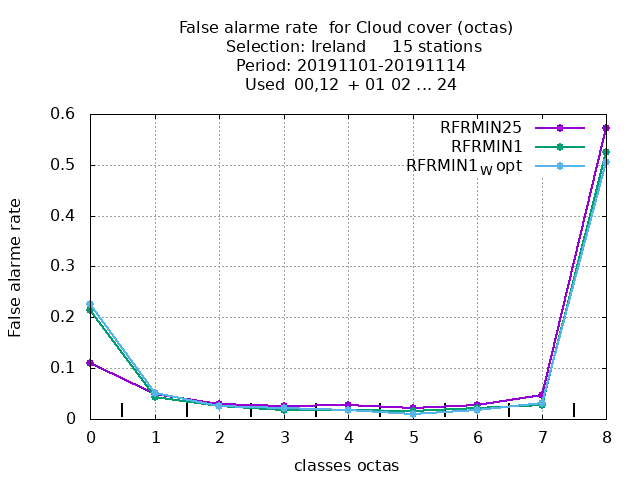 False alarme rate  for Cloud cover (octas)
Selection: Ireland     15 stations
Period: 20191101-20191114
Used  00,12  + 01 02 ... 24
RFRMIN25
RFRMIN1
RFRMIN1w opt
False alarme rate
0.6
0.5
0.4
0.3
0.2
0.1
0
0 1 2 3 4 5 6 7 8
classes octas